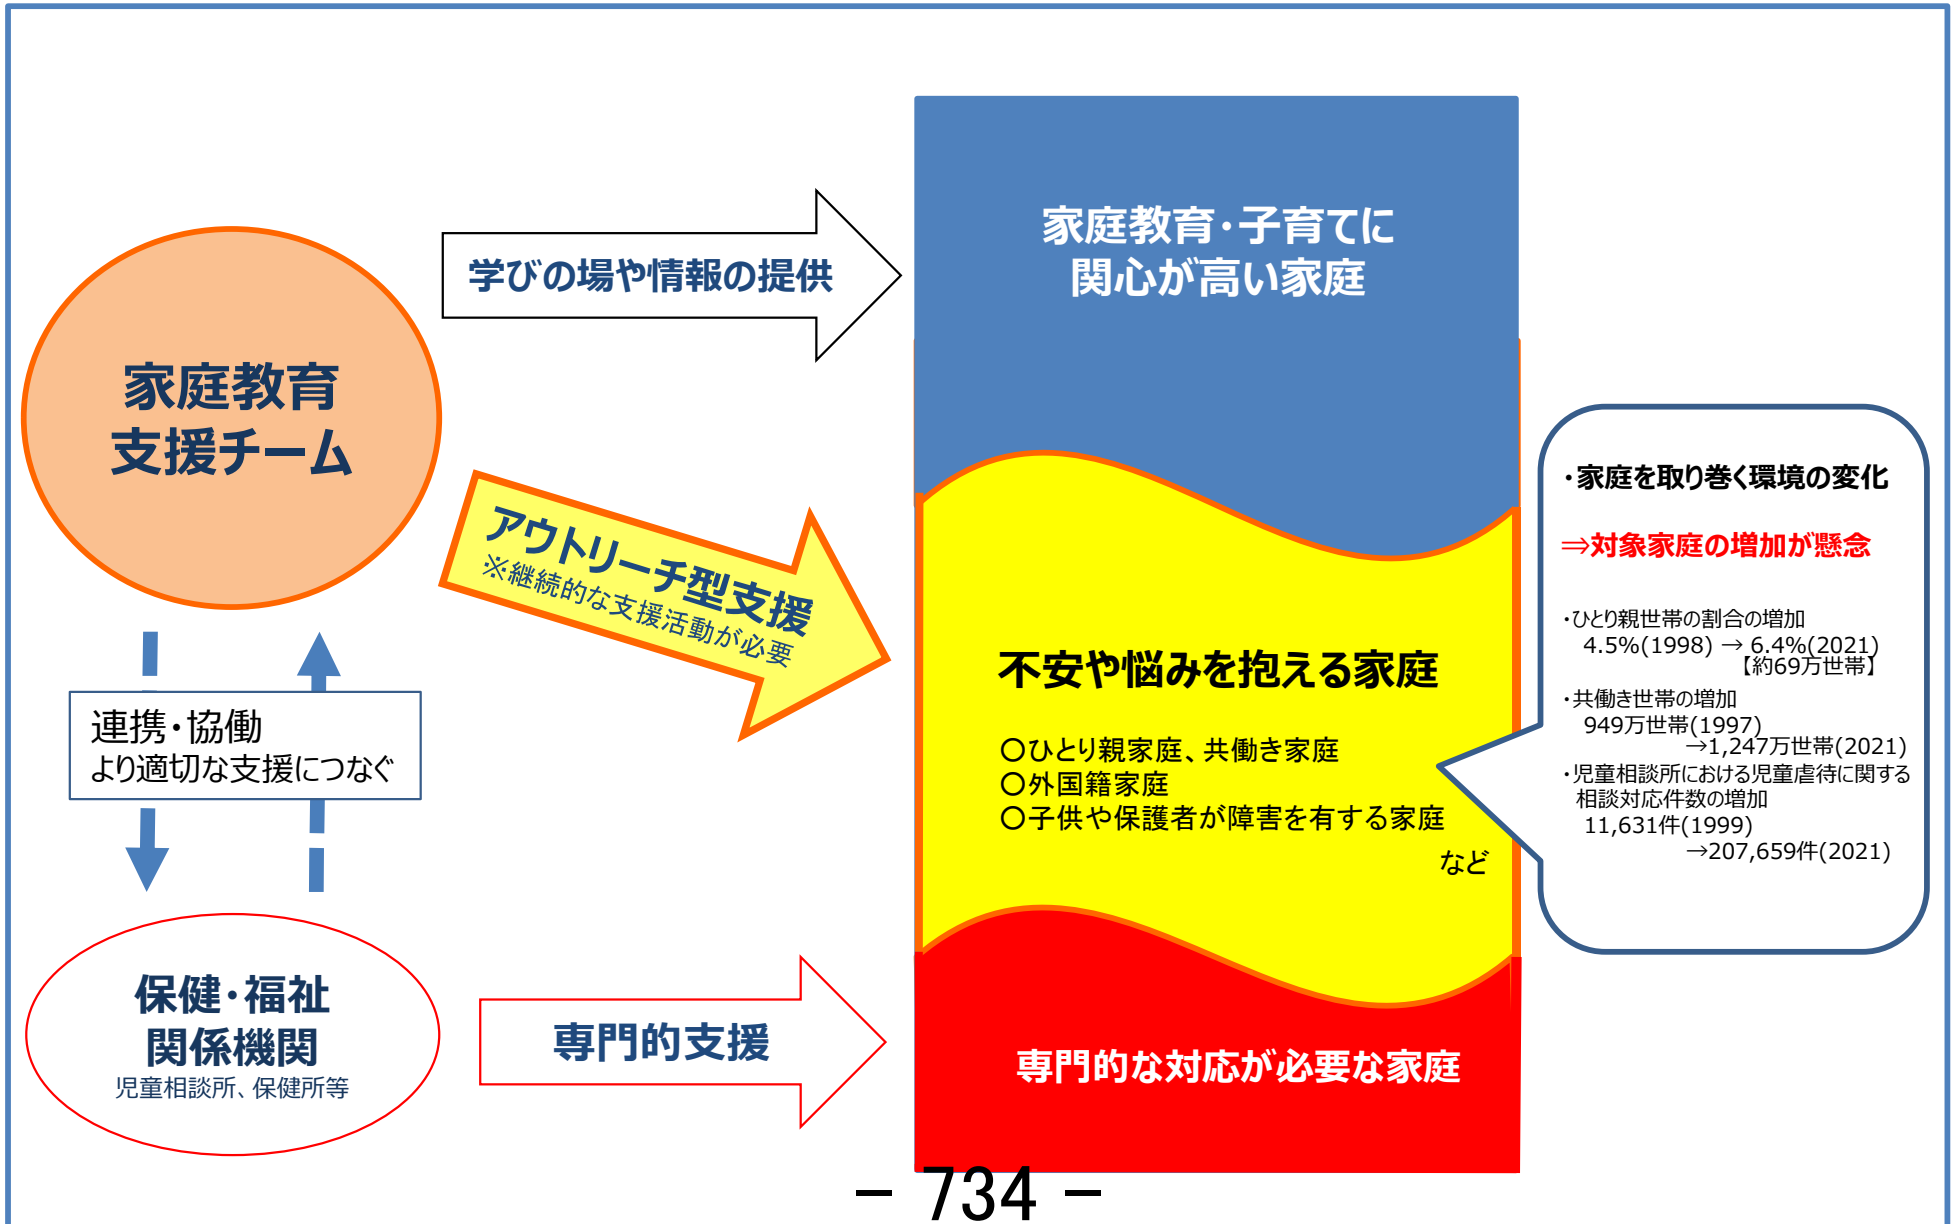 家庭教育
支援チーム
学びの場や情報の提供
アウトリーチ型支援
※継続的な支援活動が必要
連携・協働
より適切な支援につなぐ
保健・福祉
関係機関
児童相談所、保健所等
専門的支援
家庭教育・子育てに
関心が高い家庭
不安や悩みを抱える家庭
○ひとり親家庭、共働き家庭
○外国籍家庭
○子供や保護者が障害を有する家庭
など
専門的な対応が必要な家庭
・家庭を取り巻く環境の変化
⇒対象家庭の増加が懸念
・ひとり親世帯の割合の増加
4.5%(1998) → 6.4%(2021)
【約69万世帯】
・共働き世帯の増加
949万世帯(1997)
→1,247万世帯(2021)
・児童相談所における児童虐待に関する
相談対応件数の増加
11,631件(1999)
→207,659件(2021)
－ 734 －